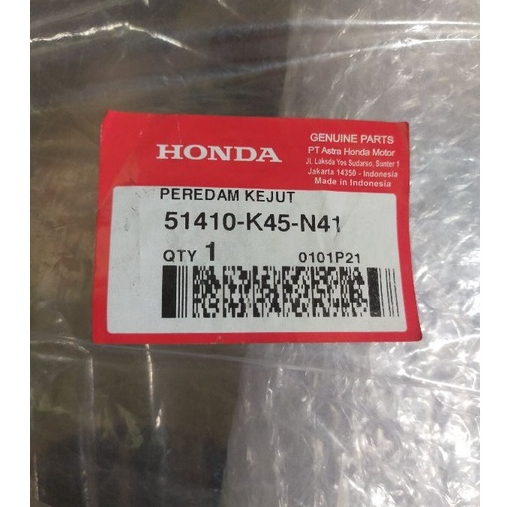 HONDA
GENUINE PARTS
PT Astra Honda Motor
Jl. Laksda Yos Sudarso, Sunter 1
Jakarta 14350 - Indonesia
Made in Indonesia
PEREDAM KEJUT
51410-K45-N41
QTY 1 0101P21